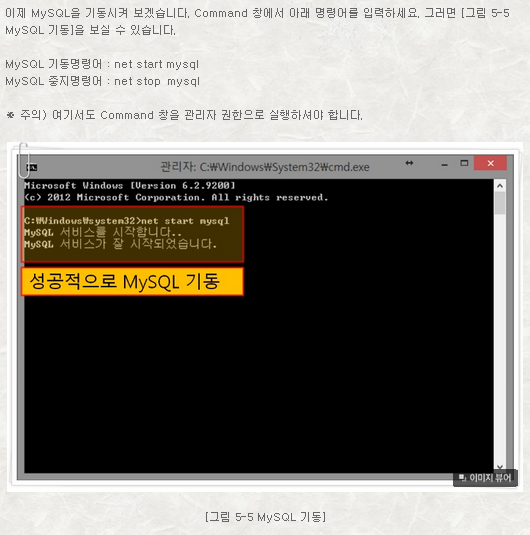 이제 MySQL을 기동시켜 보겠습니다. Command 창에서 아래 명령어를 입력하세요. 그러면 [그림 5-5
MySQL 기동]을 보실 수 있습니다.
MySQL 기동명령어 : net start mysql
MySQL 중지명령어 : net stop mysql
※ 주의) 여기서도 Command 창을 관리자 권한으로 실행하셔야 합니다.
관리자: C:₩Windows₩System32₩cmd.exe
Microsoft Windows [Version 6.2.9200]
(c) 2012 Microsoft Corporation. All rights reserved.
C:₩Windows₩system32>net start mysql
MySQL 서비스를 시작합니다..
MySQL 서비스가 잘 시작되었습니다.
성공적으로 MySQL 기동
이미지 뷰어
[그림 5-5 MySQL 기동]